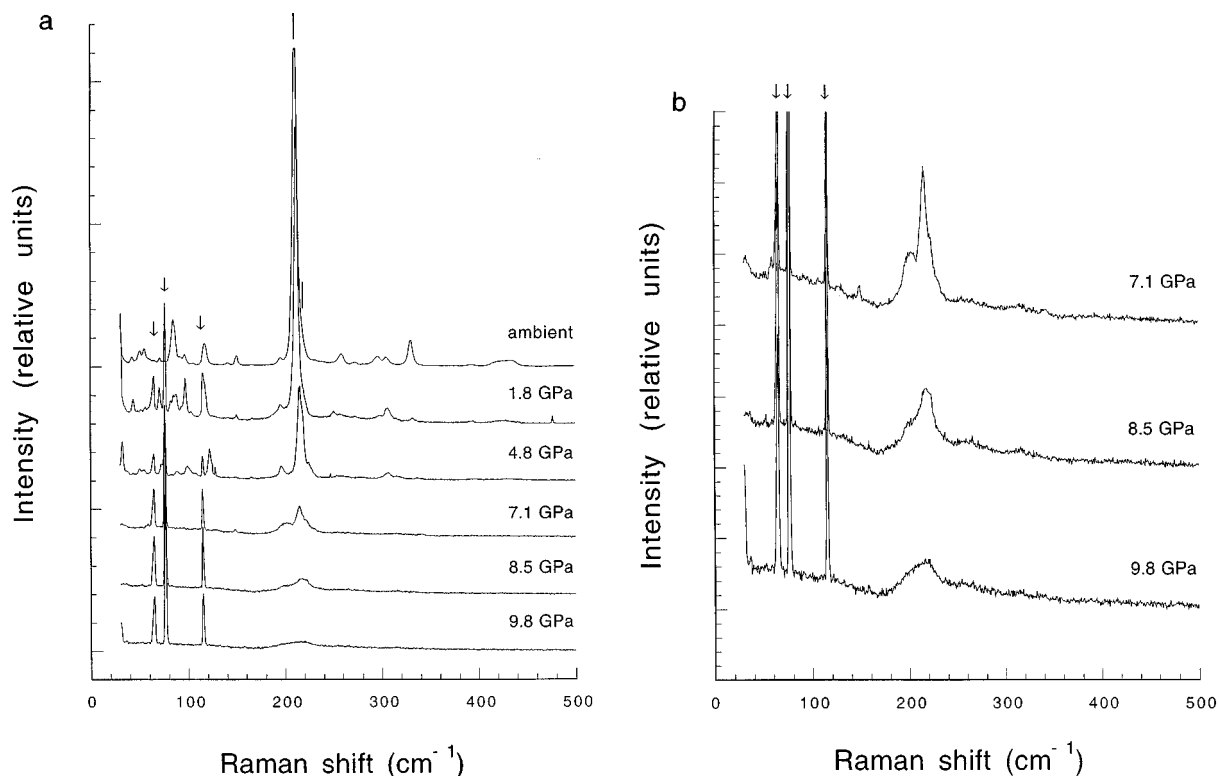 a
Intensity (relative units)
ambient
1.8 GPa
4.8 GPa
7.1 GPa
8.5 GPa
9.8 GPa
0 100 200 300 400 500
Raman shift (cm⁻¹)
b
Intensity (relative units)
7.1 GPa
8.5 GPa
9.8 GPa
0 100 200 300 400 500
Raman shift (cm⁻¹)